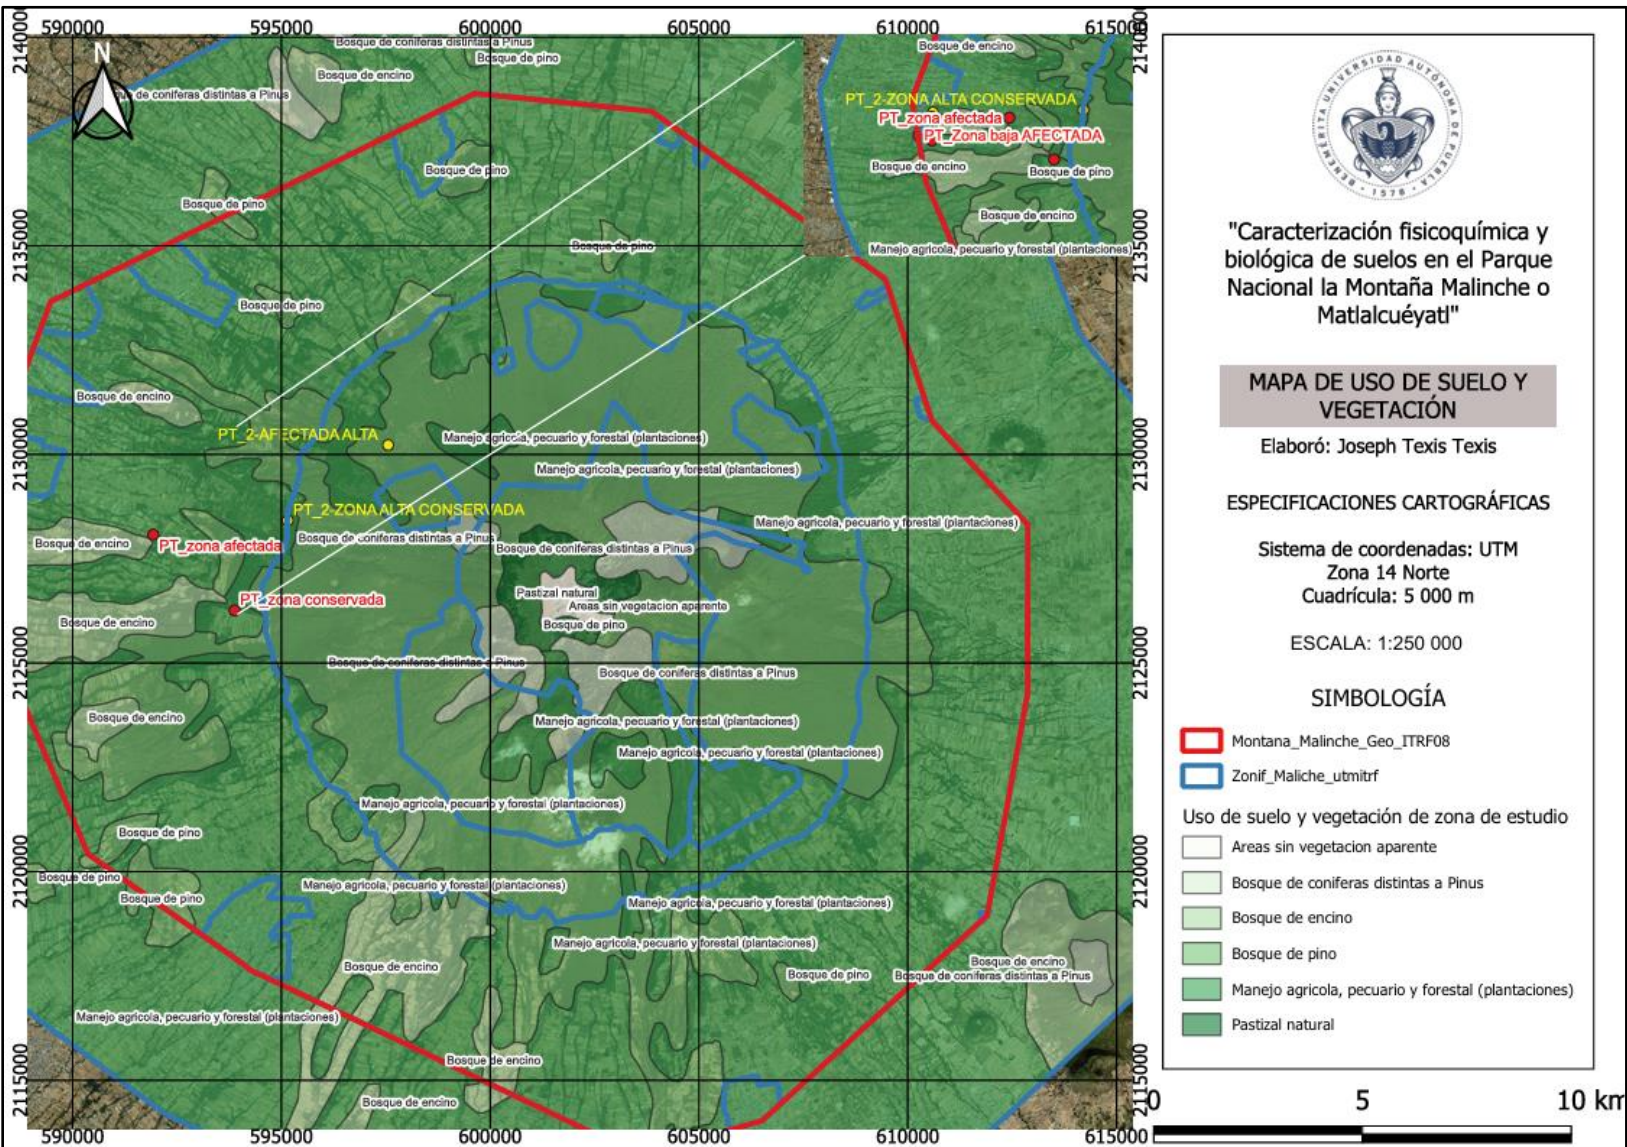 590000 595000 600000 605000 610000 615000
2140000
2140000
N
Bosque de coniferas distintas a Pinus
Bosque de pino
Bosque de encino
que de coniferas distintas a Pinus
Bosque de encino
PT_2-ZONA ALTA CONSERVADA
PT_zona afectada
PT_Zona baja AFECTADA
Bosque de encino
Bosque de pino
Bosque de encino
Manejo agricola, pecuario y forestal (plantaciones)
Bosque de pino
Bosque de pino
2135000
2135000
Bosque de pino
Bosque de pino
Bosque de encino
PT_2-AFECTADA ALTA
Manejo agricola, pecuario y forestal (plantaciones)
2130000
2130000
Manejo agricola, pecuario y forestal (plantaciones)
PT_2-ZONA ALTA CONSERVADA
Manejo agricola, pecuario y forestal (plantaciones)
Bosque de encino
PT_zona afectada
Bosque de coniferas distintas a Pinus
Bosque de coniferas distintas a Pinus
Pastizal natural
PT_zona conservada
Areas sin vegetacion aparente
Bosque de encino
Bosque de pino
2125000
2125000
Bosque de coniferas distintas a Pinus
Bosque de coniferas distintas a Pinus
Bosque de encino
Manejo agricola, pecuario y forestal (plantaciones)
Manejo agricola, pecuario y forestal (plantaciones)
Manejo agricola, pecuario y forestal (plantaciones)
Bosque de pino
2120000
2120000
Bosque de pino
Manejo agricola, pecuario y forestal (plantaciones)
Bosque de pino
Manejo agricola, pecuario y forestal (plantaciones)
Manejo agricola, pecuario y forestal (plantaciones)
Bosque de encino
Bosque de encino
Bosque de pino
Bosque de coniferas distintas a Pinus
Manejo agricola, pecuario y forestal (plantaciones)
Bosque de encino
2115000
2115000
Bosque de encino
590000 595000 600000 605000 610000 615000
BENEMÉRITA UNIVERSIDAD AUTÓNOMA DE PUEBLA
1578
"Caracterización fisicoquímica y
biológica de suelos en el Parque
Nacional la Montaña Malinche o
Matlalcuéyatl"
MAPA DE USO DE SUELO Y
VEGETACIÓN
Elaboró: Joseph Texis Texis
ESPECIFICACIONES CARTOGRÁFICAS
Sistema de coordenadas: UTM
Zona 14 Norte
Cuadrícula: 5 000 m
ESCALA: 1:250 000
SIMBOLOGÍA
Montana_Malinche_Geo_ITRF08
Zonif_Maliche_utmitrf
Uso de suelo y vegetación de zona de estudio
Areas sin vegetacion aparente
Bosque de coniferas distintas a Pinus
Bosque de encino
Bosque de pino
Manejo agricola, pecuario y forestal (plantaciones)
Pastizal natural
0 5 10 km